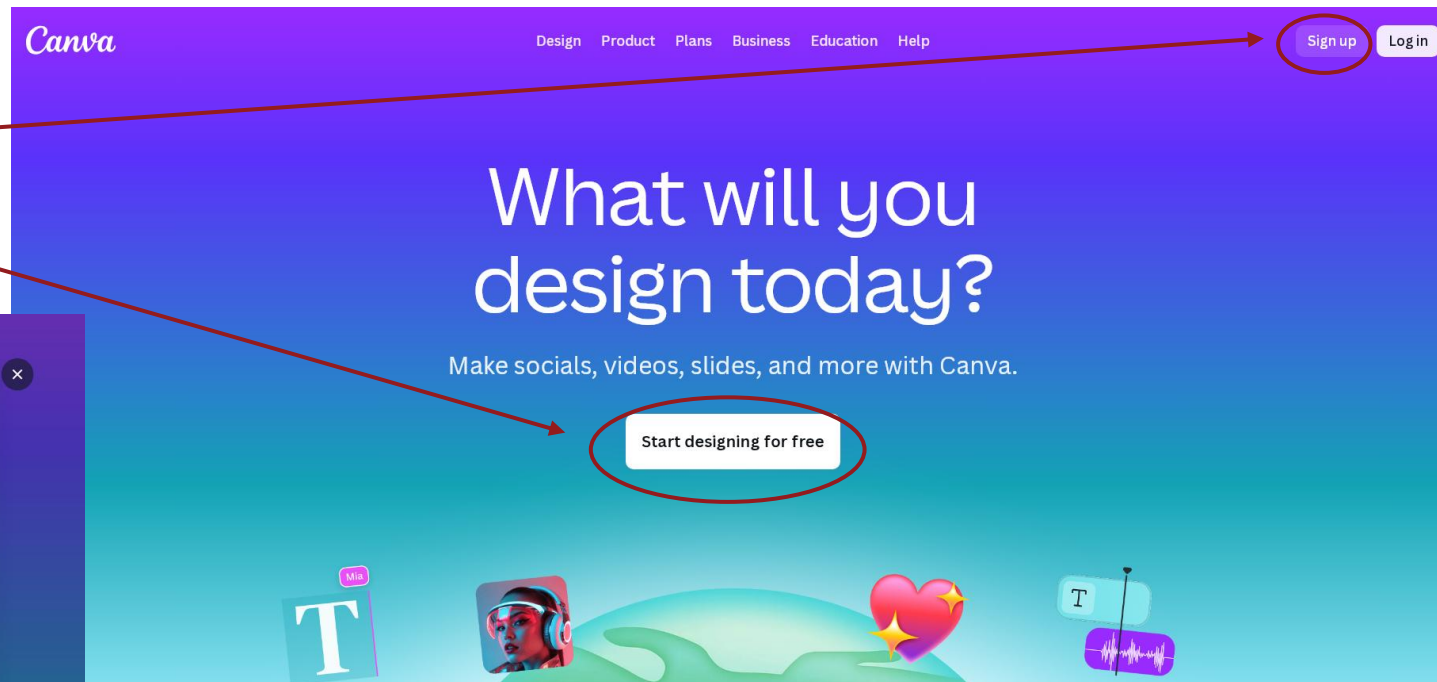 Canva
Design Product Plans Business Education Help
Sign up Log in
What will you
design today?
Make socials, videos, slides, and more with Canva.
Start designing for free
Mia
T
T